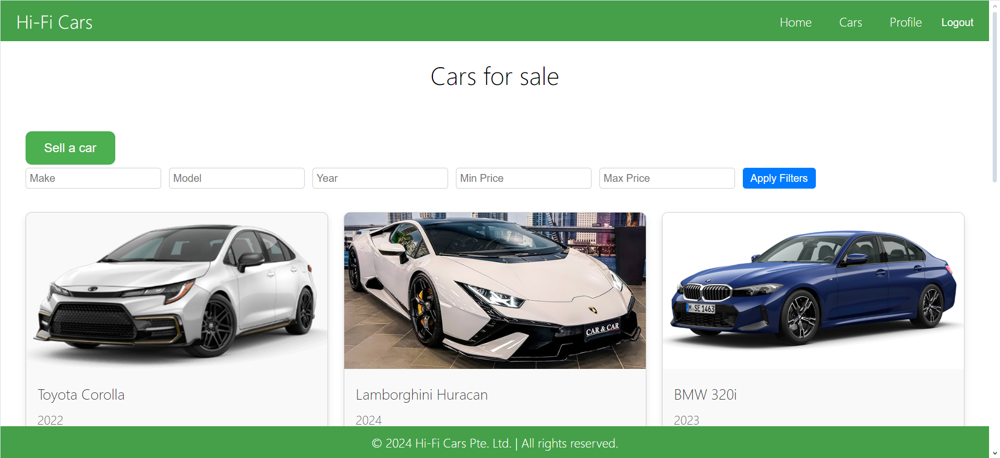 Hi-Fi Cars
Home Cars Profile Logout
Cars for sale
Sell a car
Make Model Year Min Price Max Price Apply Filters
CAR & CAR
M SE 1463
Toyota Corolla
2022
Lamborghini Huracan
2024
BMW 320i
2023
© 2024 Hi-Fi Cars Pte. Ltd. | All rights reserved.